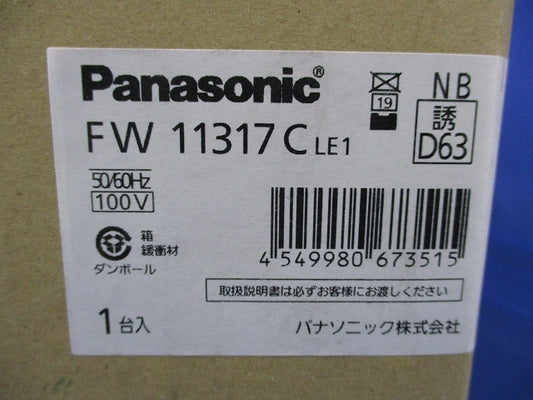 Panasonic®
NB
19
FW 11317C LE1
誘
D63
50/60Hz
100V
箱
緩衝材
ダンボール
4 549980 673515
取扱説明書は必ずお客様にお渡しください
1台入
パナソニック株式会社